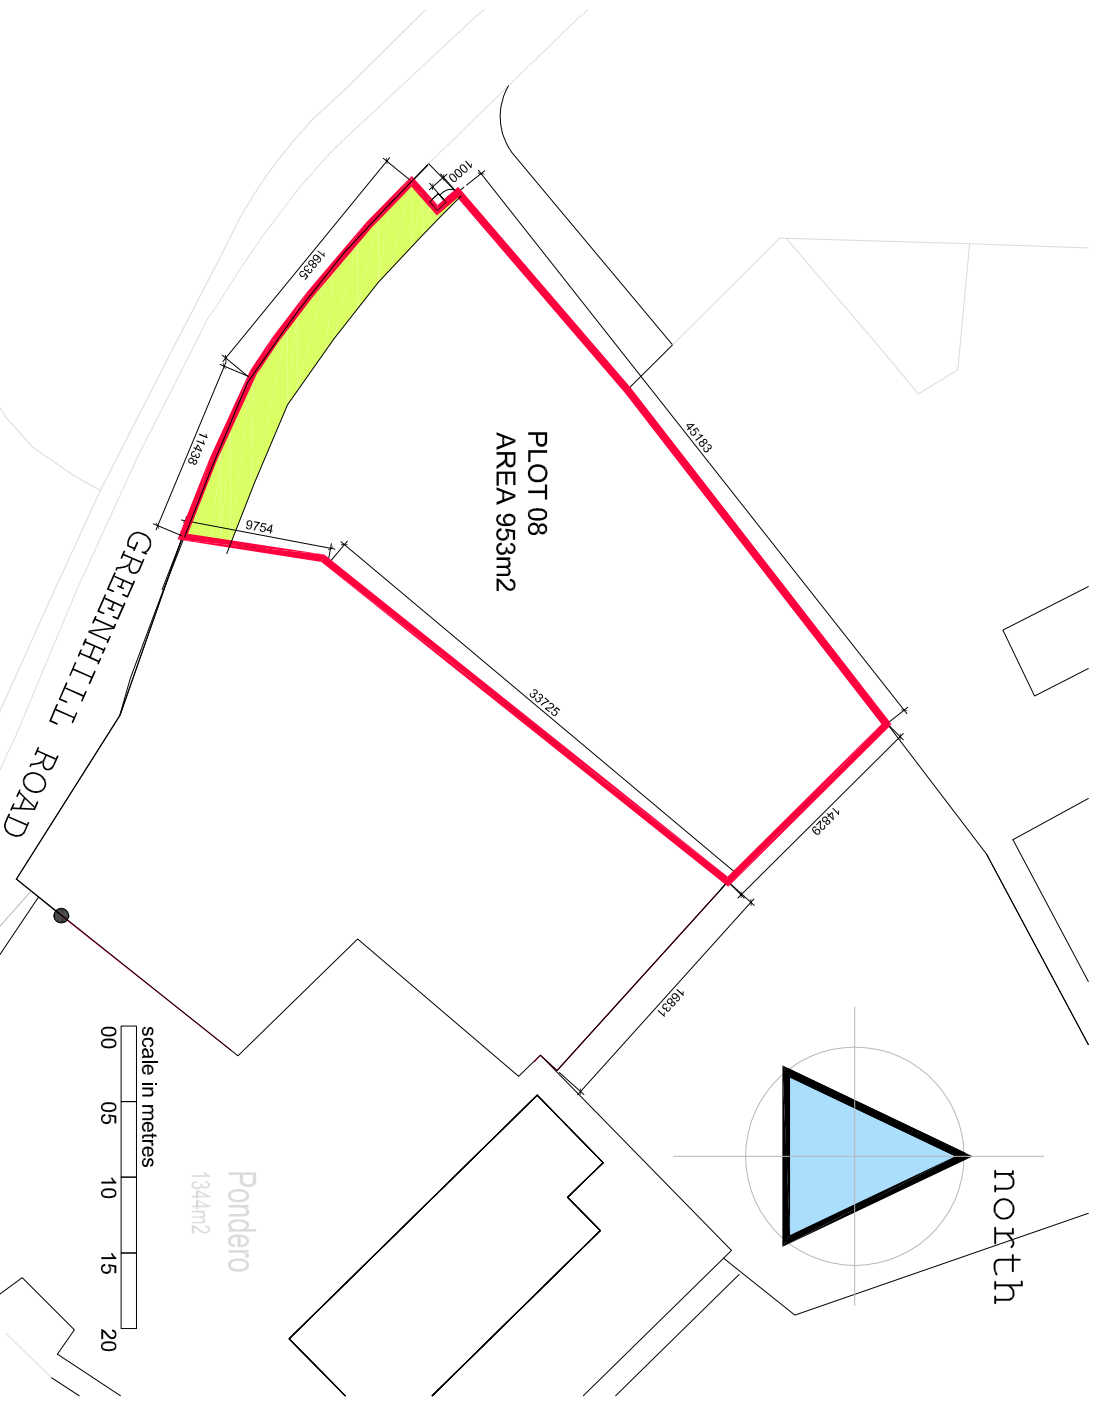 1000
16835
45183
11438
PLOT 08
AREA 953m2
9754
GREENHILL ROAD
33725
14829
16831
scale in metres
00 05 10 15 20
Pondero
1344m2
north